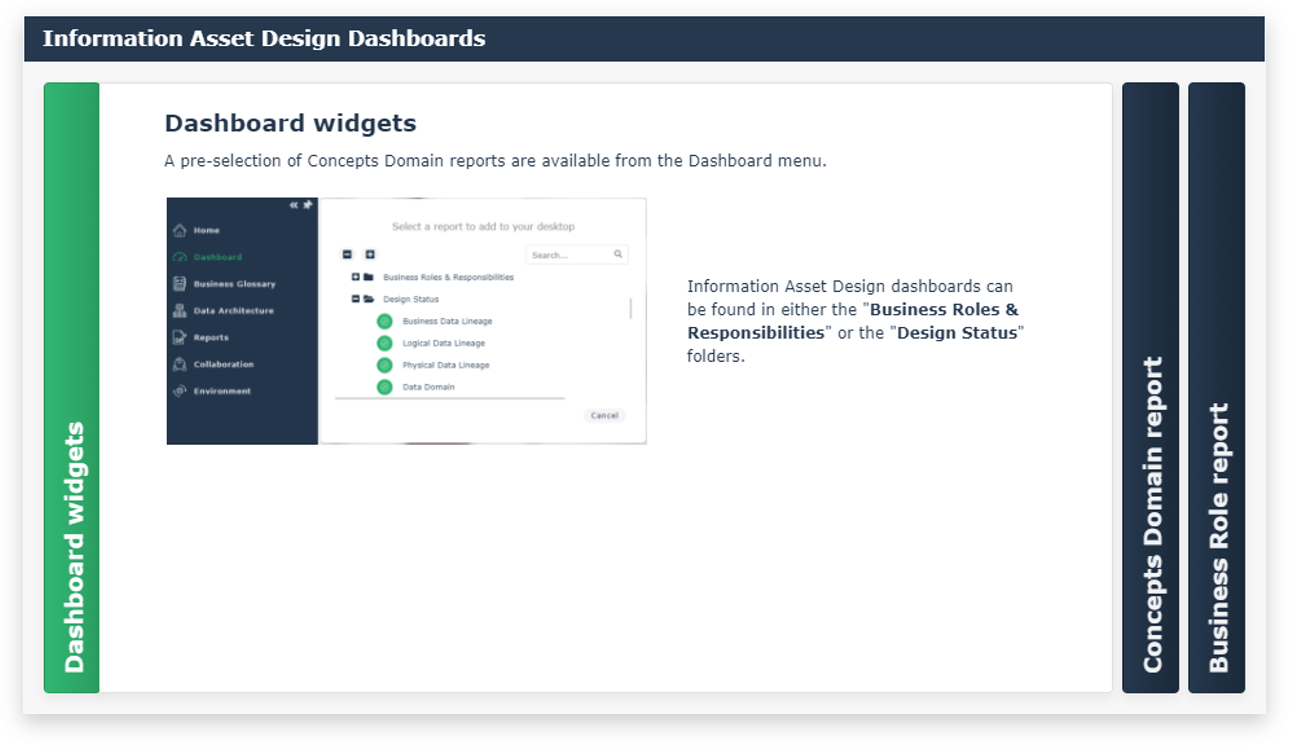 Information Asset Design Dashboards
Dashboard widgets
Dashboard widgets
A pre-selection of Concepts Domain reports are available from the Dashboard menu.
Home
Dashboard
Business Glossary
Data Architecture
Reports
Collaboration
Environment
Select a report to add to your desktop
Search...
Business Roles & Responsibilities
Design Status
Business Data Lineage
Logical Data Lineage
Physical Data Lineage
Data Domain
Cancel
Information Asset Design dashboards can
be found in either the "Business Roles &
Responsibilities" or the "Design Status"
folders.
Concepts Domain report
Business Role report